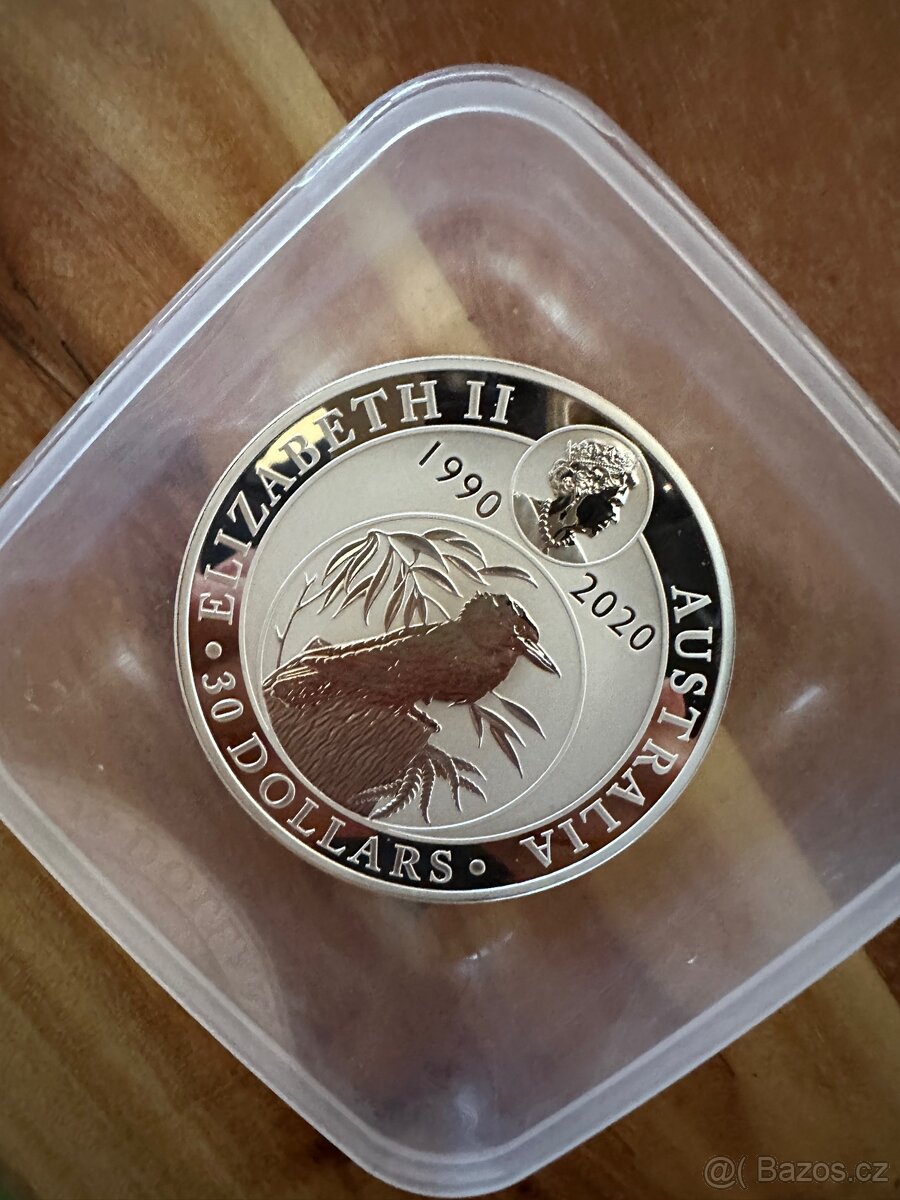 ELIZABETH II
AUSTRALIA
• 30 DOLLARS •
1990
2020
@( Bazos.cz